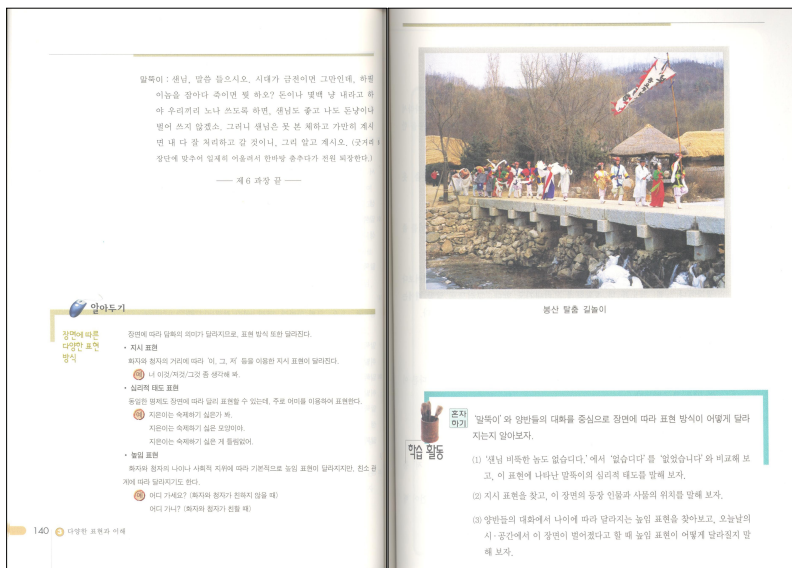 말뚝이 : 샌님, 말씀 들으시오. 시대가 금전이면 그만인데, 하필
이놈을 잡아다 죽이면 뭣 하오? 돈이나 몇백 냥 내라고 하
야 우리끼리 노나 쓰도록 하면, 샌님도 좋고 나도 돈냥이나
벌어 쓰지 않겠소. 그러니 샌님은 못 본 체하고 가만히 계시
면 내 다 잘 처리하고 갈 것이니, 그리 알고 계시오. (굿거리
장단에 맞추어 일제히 어울려서 한바탕 춤추다가 전원 퇴장한다.)
── 제 6 과장 끝 ──
알아두기
장면에 따른
다양한 표현
방식
장면에 따라 담화의 의미가 달라지므로, 표현 방식 또한 달라진다.
• 지시 표현
화자와 청자의 거리에 따라 '이, 그, 저' 등을 이용한 지시 표현이 달라진다.
예 너 이것/저것/그것 좀 생각해 봐.
• 심리적 태도 표현
동일한 명제도 장면에 따라 달리 표현할 수 있는데, 주로 어미를 이용하여 표현한다.
예 지은이는 숙제하기 싫은가 봐.
지은이는 숙제하기 싫은 모양이야.
지은이는 숙제하기 싫은 게 틀림없어.
• 높임 표현
화자와 청자의 나이나 사회적 지위에 따라 기본적으로 높임 표현이 달라지지만, 친소 관
계에 따라 달라지기도 한다.
예 어디 가세요? (화자와 청자가 친하지 않을 때)
어디 가니? (화자와 청자가 친할 때)
140 다양한 표현과 이해
봉산 탈춤 길놀이
학습 활동
혼자
하기
'말뚝이'와 양반들의 대화를 중심으로 장면에 따라 표현 방식이 어떻게 달라
지는지 알아보자.
(1) '샌님 비뚝한 놈도 없습디다.'에서 '없습디다'를 '없었습니다'와 비교해 보
고, 이 표현에 나타난 말뚝이의 심리적 태도를 말해 보자.
(2) 지시 표현을 찾고, 이 장면의 등장 인물과 사물의 위치를 말해 보자.
(3) 양반들의 대화에서 나이에 따라 달라지는 높임 표현을 찾아보고, 오늘날의
시·공간에서 이 장면이 벌어졌다고 할 때 높임 표현이 어떻게 달라질지 말
해 보자.